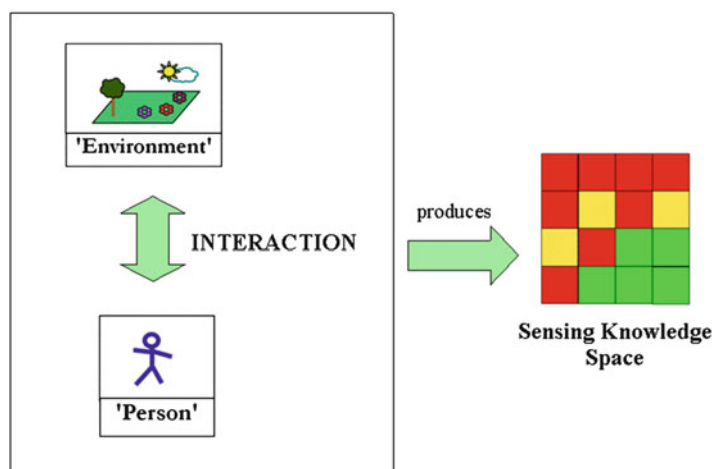 'Environment'
INTERACTION
'Person'
produces
Sensing Knowledge
Space